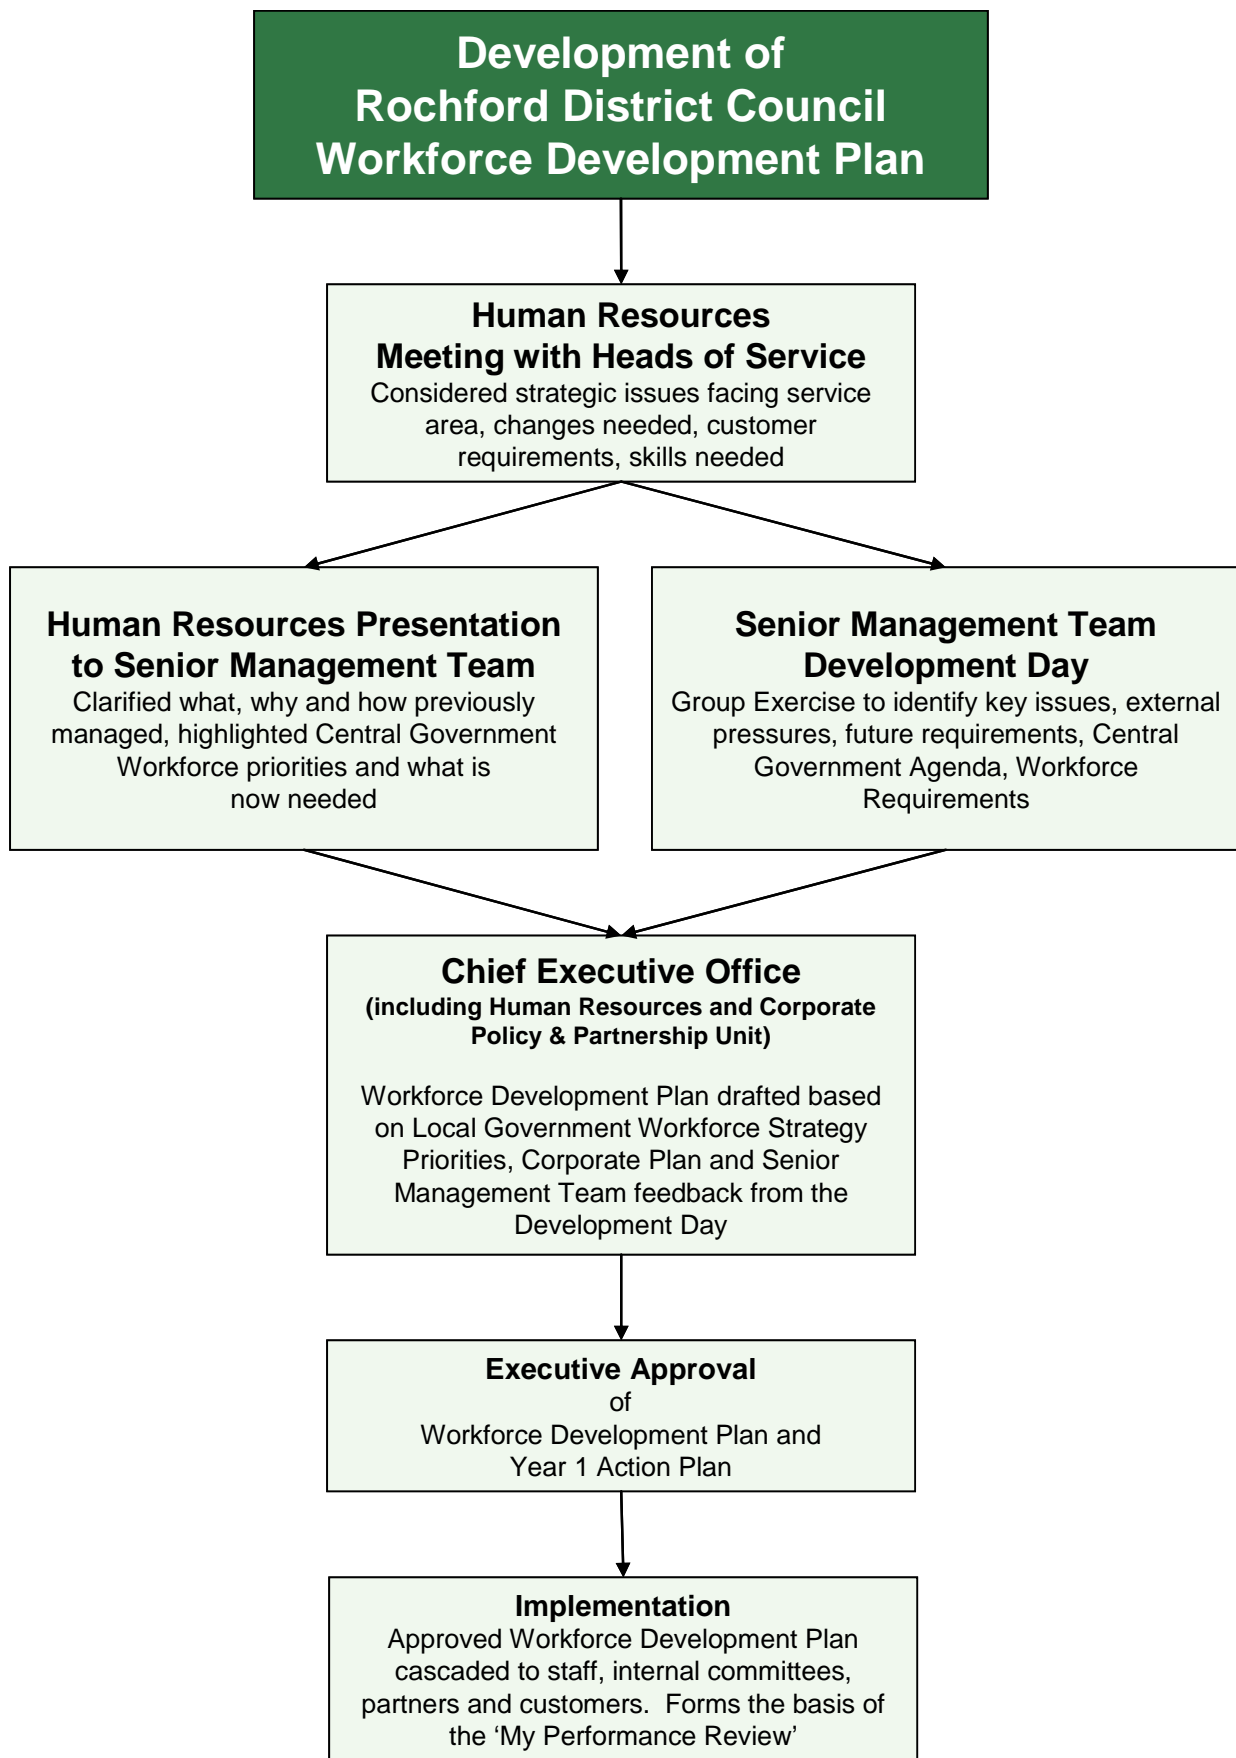 Development of
Rochford District Council
Workforce Development Plan
Human Resources
Meeting with Heads of Service
Considered strategic issues facing service
area, changes needed, customer
requirements, skills needed
Human Resources Presentation
to Senior Management Team
Clarified what, why and how previously
managed, highlighted Central Government
Workforce priorities and what is
now needed
Senior Management Team
Development Day
Group Exercise to identify key issues, external
pressures, future requirements, Central
Government Agenda, Workforce
Requirements
Chief Executive Office
(including Human Resources and Corporate
Policy & Partnership Unit)
Workforce Development Plan drafted based
on Local Government Workforce Strategy
Priorities, Corporate Plan and Senior
Management Team feedback from the
Development Day
Executive Approval
of
Workforce Development Plan and
Year 1 Action Plan
Implementation
Approved Workforce Development Plan
cascaded to staff, internal committees,
partners and customers.  Forms the basis of
the ‘My Performance Review’